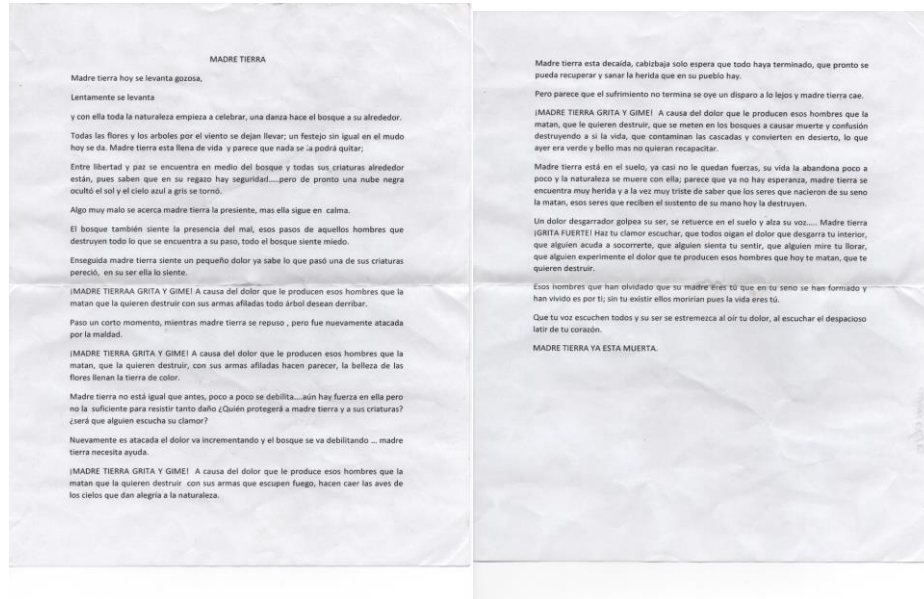 MADRE TIERRA
Madre tierra hoy se levanta gozosa,
Lentamente se levanta
y con ella toda la naturaleza empieza a celebrar, una danza hace el bosque a su alrededor.
Todas las flores y los arboles por el viento se dejan llevar; un festejo sin igual en el mudo
hoy se da. Madre tierra esta llena de vida y parece que nada se la podrá quitar;
Entre libertad y paz se encuentra en medio del bosque y todas sus criaturas alrededor
están, pues saben que en su regazo hay seguridad....pero de pronto una nube negra
ocultó el sol y el cielo azul a gris se tornó.
Algo muy malo se acerca madre tierra la presiente, mas ella sigue en calma.
El bosque también siente la presencia del mal, esos pasos de aquellos hombres que
destruyen todo lo que se encuentra a su paso, todo el bosque siente miedo.
Enseguida madre tierra siente un pequeño dolor ya sabe lo que pasó una de sus criaturas
pereció, en su ser ella lo siente.
¡MADRE TIERRAA GRITA Y GIME! A causa del dolor que le producen esos hombres que la
matan que la quieren destruir con sus armas afiladas todo árbol desean derribar.
Paso un corto momento, mientras madre tierra se repuso , pero fue nuevamente atacada
por la maldad.
¡MADRE TIERRA GRITA Y GIME! A causa del dolor que le producen esos hombres que la
matan, que la quieren destruir, con sus armas afiladas hacen parecer, la belleza de las
flores llenan la tierra de color.
Madre tierra no está igual que antes, poco a poco se debilita....aún hay fuerza en ella pero
no la suficiente para resistir tanto daño ¿Quién protegerá a madre tierra y a sus criaturas?
¿será que alguien escucha su clamor?
Nuevamente es atacada el dolor va incrementando y el bosque se va debilitando ... madre
tierra necesita ayuda.
¡MADRE TIERRA GRITA Y GIME! A causa del dolor que le produce esos hombres que la
matan que la quieren destruir con sus armas que escupen fuego, hacen caer las aves de
los cielos que dan alegría a la naturaleza.
Madre tierra esta decaída, cabizbaja solo espera que todo haya terminado, que pronto se
pueda recuperar y sanar la herida que en su pueblo hay.
Pero parece que el sufrimiento no termina se oye un disparo a lo lejos y madre tierra cae.
¡MADRE TIERRA GRITA Y GIME! A causa del dolor que le producen esos hombres que la
matan, que le quieren destruir, que se meten en los bosques a causar muerte y confusión
destruyendo a si la vida, que contaminan las cascadas y convierten en desierto, lo que
ayer era verde y bello mas no quieran recapacitar.
Madre tierra está en el suelo, ya casi no le quedan fuerzas, su vida la abandona poco a
poco y la naturaleza se muere con ella; parece que ya no hay esperanza, madre tierra se
encuentra muy herida y a la vez muy triste de saber que los seres que nacieron de su seno
la matan, esos seres que reciben el sustento de su mano hoy la destruyen.
Un dolor desgarrador golpea su ser, se retuerce en el suelo y alza su voz..... Madre tierra
¡GRITA FUERTE! Haz tu clamor escuchar, que todos oigan el dolor que desgarra tu interior,
que alguien acuda a socorrerte, que alguien sienta tu sentir, que alguien mire tu llorar,
que alguien experimente el dolor que te producen esos hombres que hoy te matan, que te
quieren destruir.
Esos hombres que han olvidado que su madre eres tú que en tu seno se han formado y
han vivido es por ti; sin tu existir ellos morirían pues la vida eres tú.
Que tu voz escuchen todos y su ser se estremezca al oír tu dolor, al escuchar el despacioso
latir de tu corazón.
MADRE TIERRA YA ESTA MUERTA.